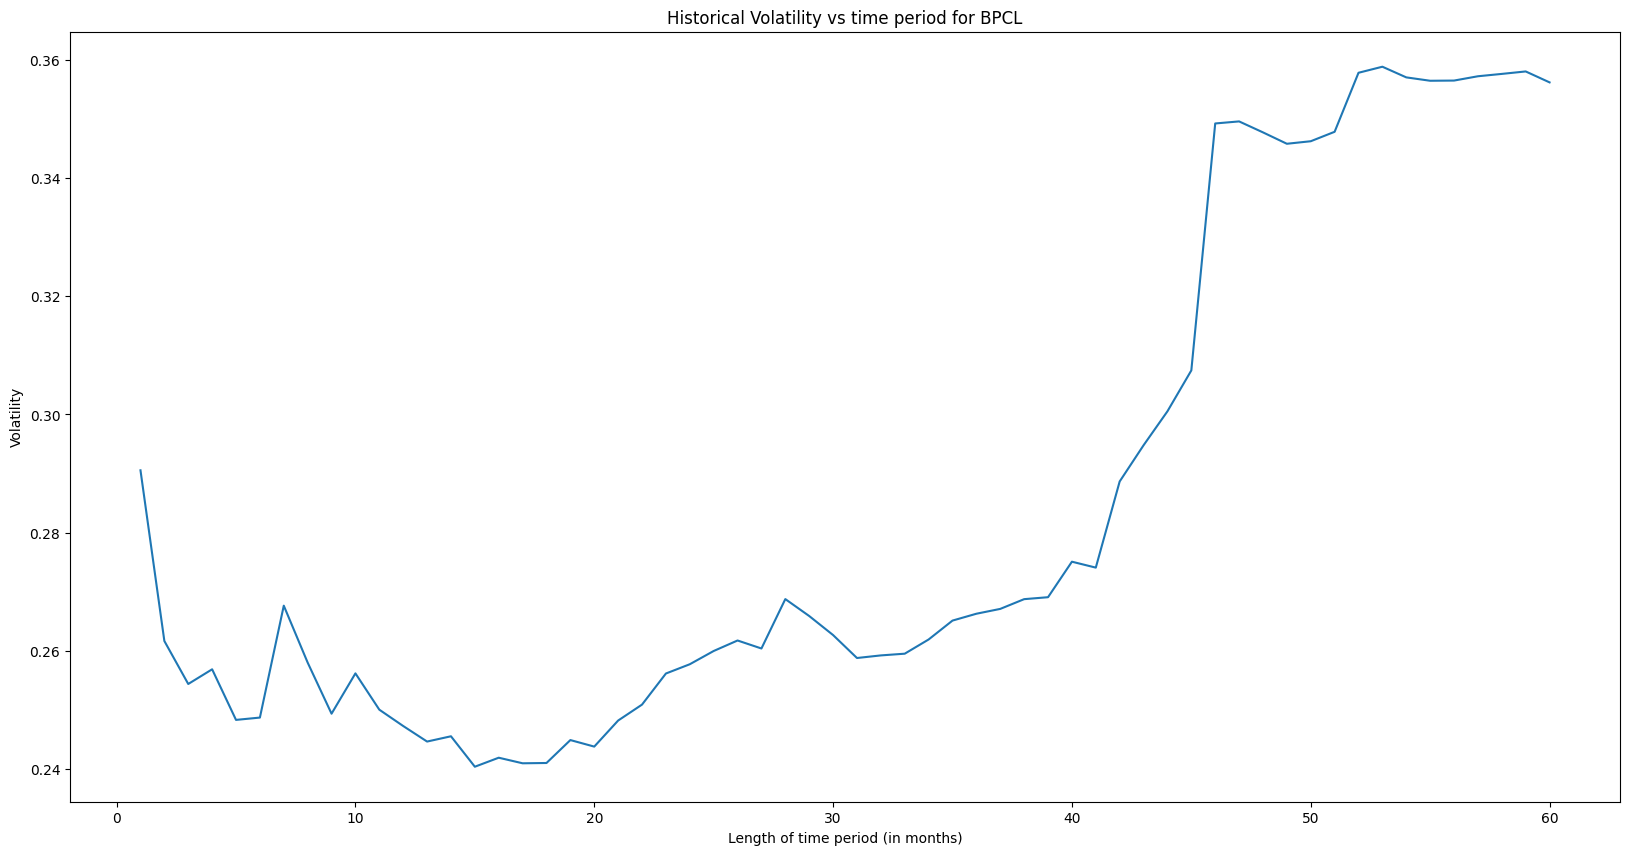 Historical Volatility vs time period for BPCL
0.36
0.34
0.32
0.30
0.28
0.26
0.24
Volatility
0 10 20 30 40 50 60
Length of time period (in months)